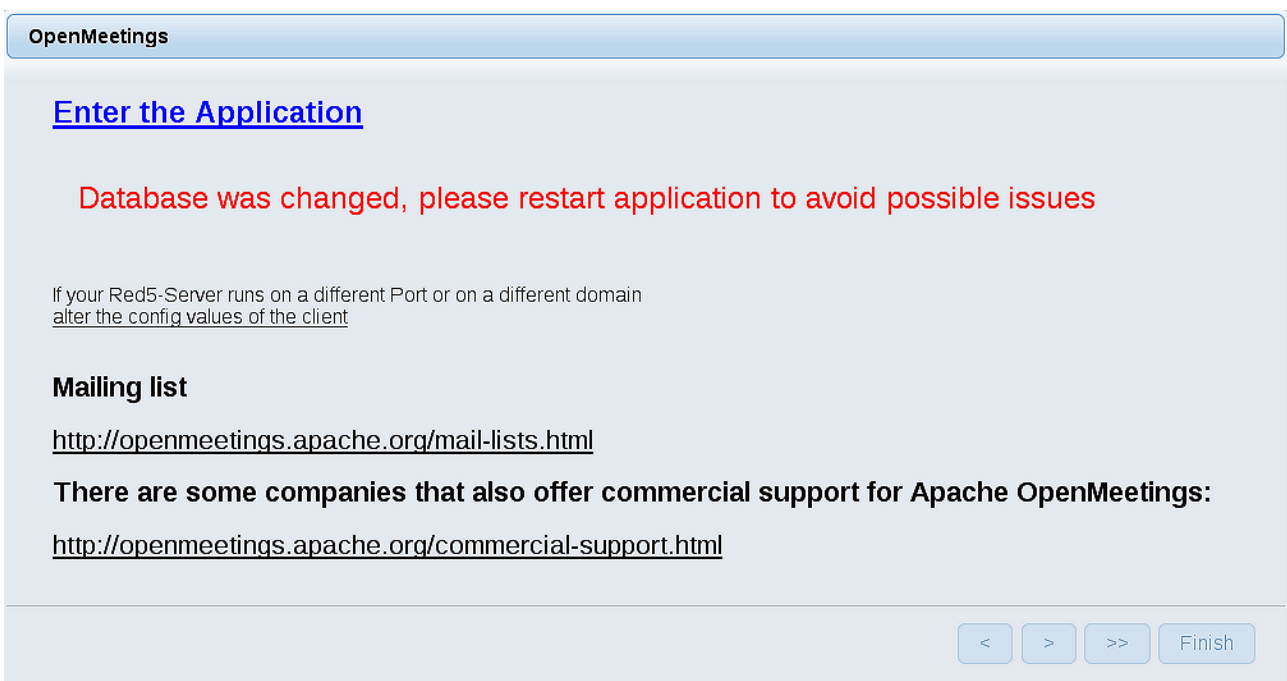 OpenMeetings
Enter the Application
Database was changed, please restart application to avoid possible issues
If your Red5-Server runs on a different Port or on a different domain
alter the config values of the client
Mailing list
http://openmeetings.apache.org/mail-lists.html
There are some companies that also offer commercial support for Apache OpenMeetings:
http://openmeetings.apache.org/commercial-support.html
< > >> Finish